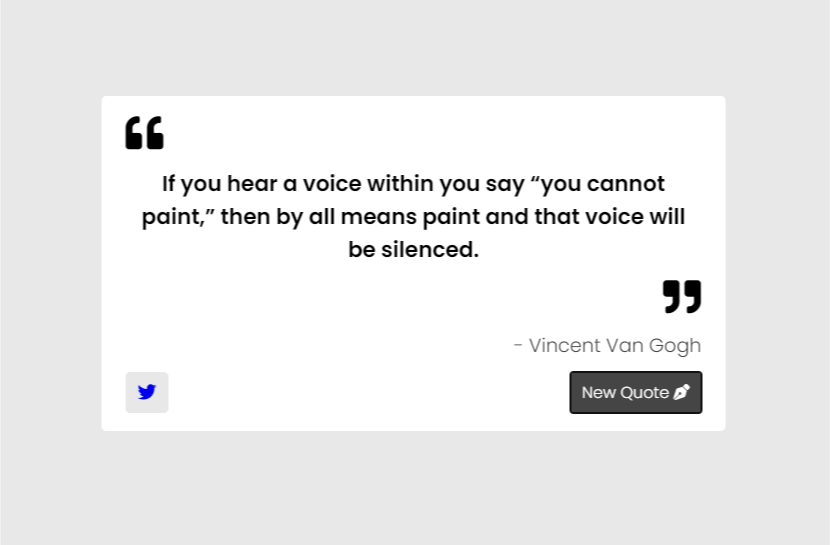 “
If you hear a voice within you say “you cannot
paint,” then by all means paint and that voice will
be silenced.
”
- Vincent Van Gogh
New Quote